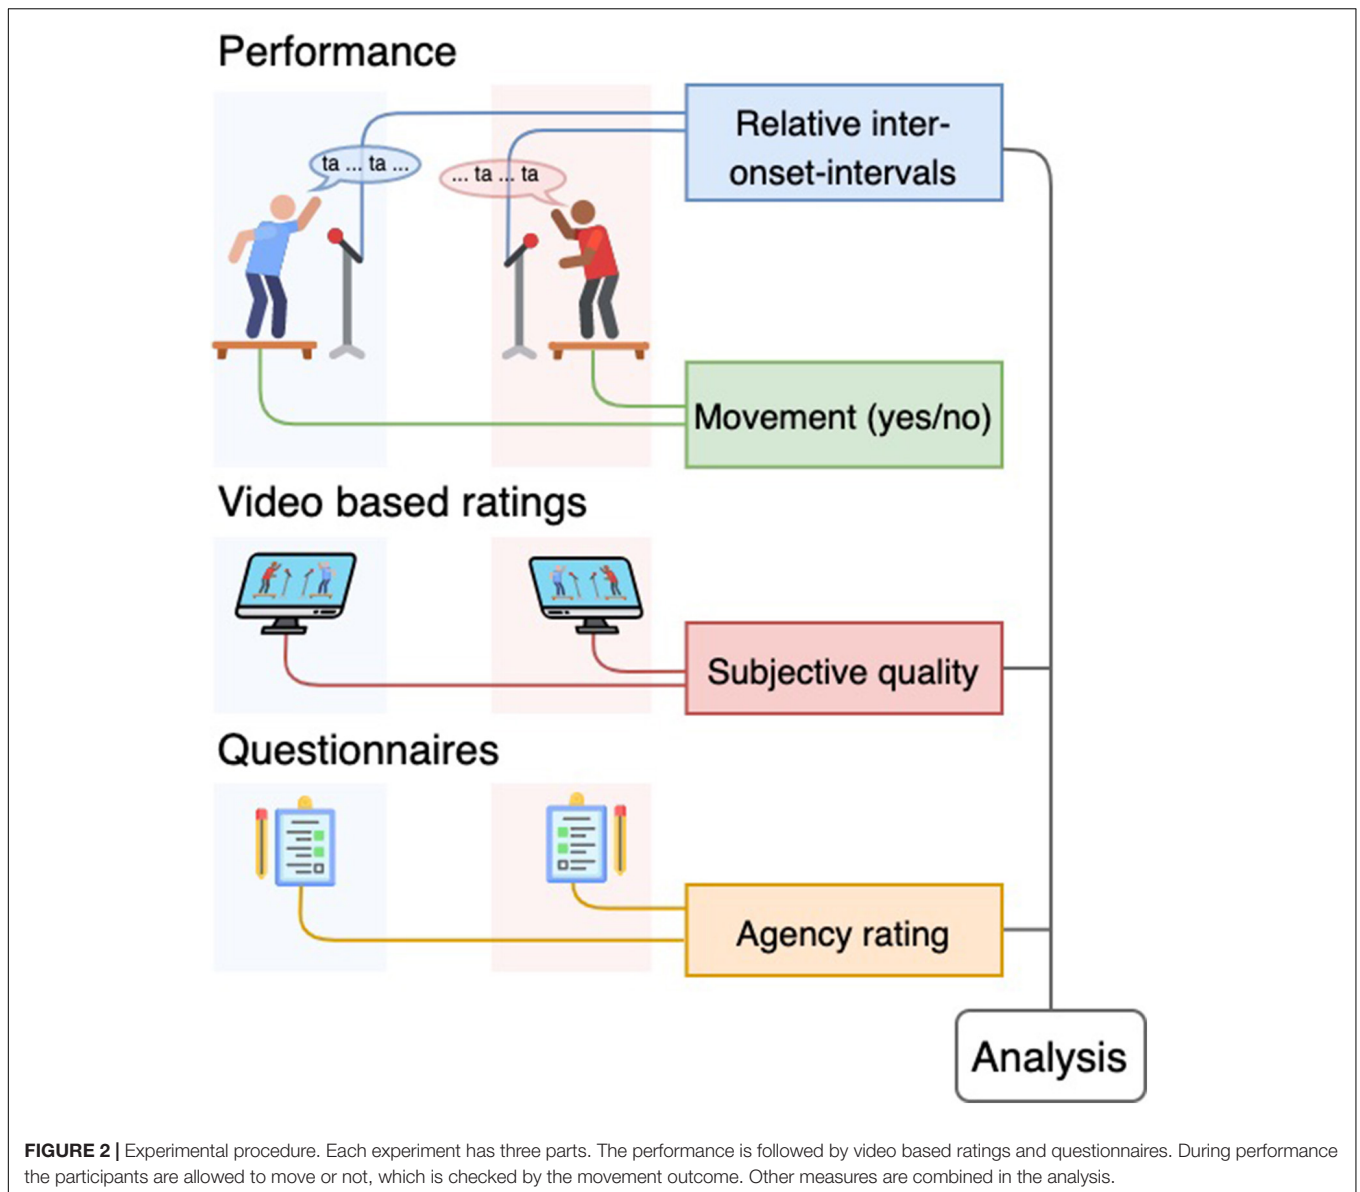 Performance
Relative inter-
onset-intervals
ta ... ta ...
... ta ... ta
Movement (yes/no)
Video based ratings
Subjective quality
Questionnaires
Agency rating
Analysis
FIGURE 2 | Experimental procedure. Each experiment has three parts. The performance is followed by video based ratings and questionnaires. During performance
the participants are allowed to move or not, which is checked by the movement outcome. Other measures are combined in the analysis.